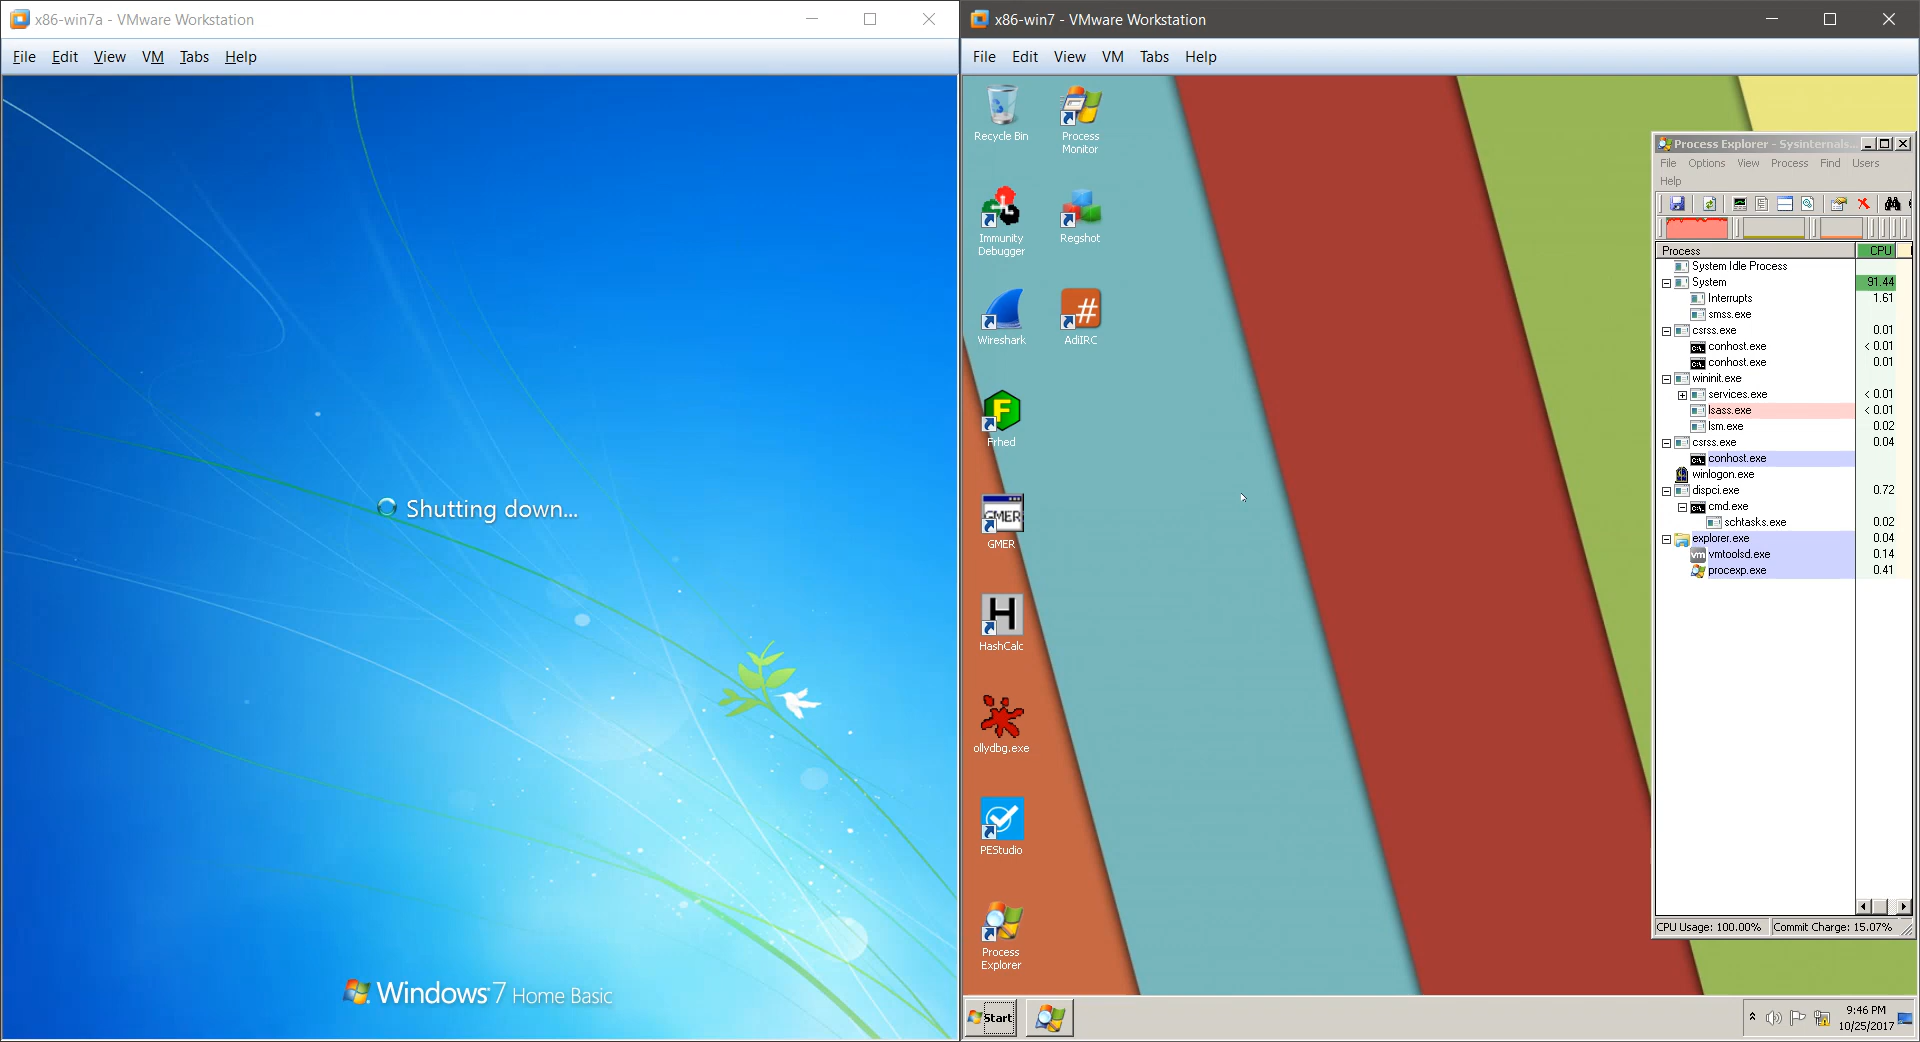 x86-win7a - VMware Workstation
File Edit View VM Tabs Help
Shutting down...
Windows 7 Home Basic
x86-win7 - VMware Workstation
File Edit View VM Tabs Help
Recycle Bin
Process Monitor
Immunity Debugger
Regshot
Wireshark
#
AdiIRC
F
Frhed
GMER
GMER
H
HashCalc
ollydbg.exe
PEStudio
Process Explorer
Process Explorer - Sysinternals...
File Options View Process Find Users
Help
Process CPU
System Idle Process
System 91.44
Interrupts 1.61
smss.exe
csrss.exe 0.01
conhost.exe < 0.01
conhost.exe 0.01
wininit.exe
services.exe < 0.01
lsass.exe < 0.01
lsm.exe 0.02
csrss.exe 0.04
conhost.exe
winlogon.exe
dispci.exe 0.72
cmd.exe
schtasks.exe 0.02
explorer.exe 0.04
vm vmtoolsd.exe 0.14
procexp.exe 0.41
CPU Usage: 100.00% Commit Charge: 15.07%
Start
9:46 PM
10/25/2017